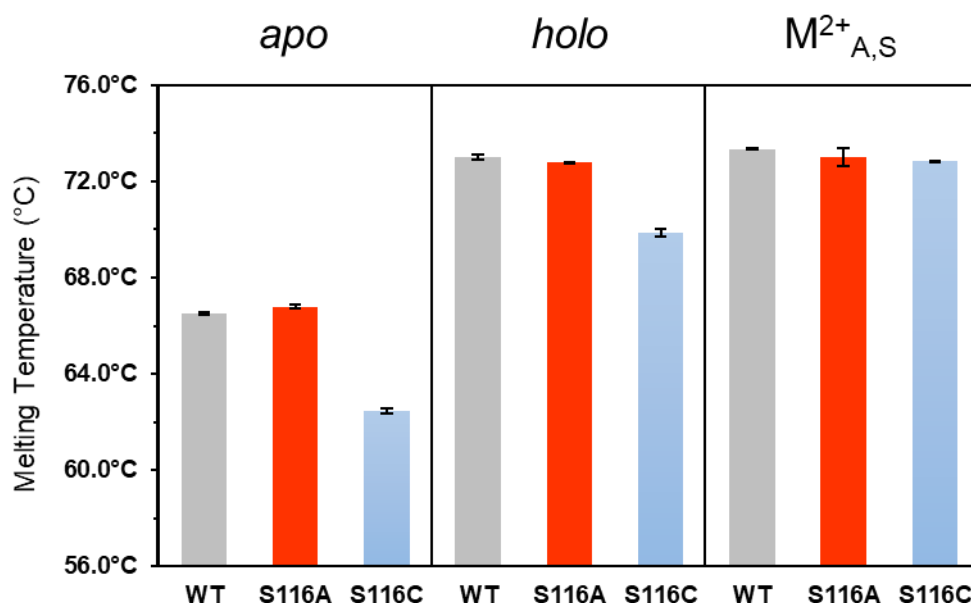 apo holo M²⁺A,S
Melting Temperature (°C)
76.0°C
72.0°C
68.0°C
64.0°C
60.0°C
56.0°C
WT S116A S116C WT S116A S116C WT S116A S116C